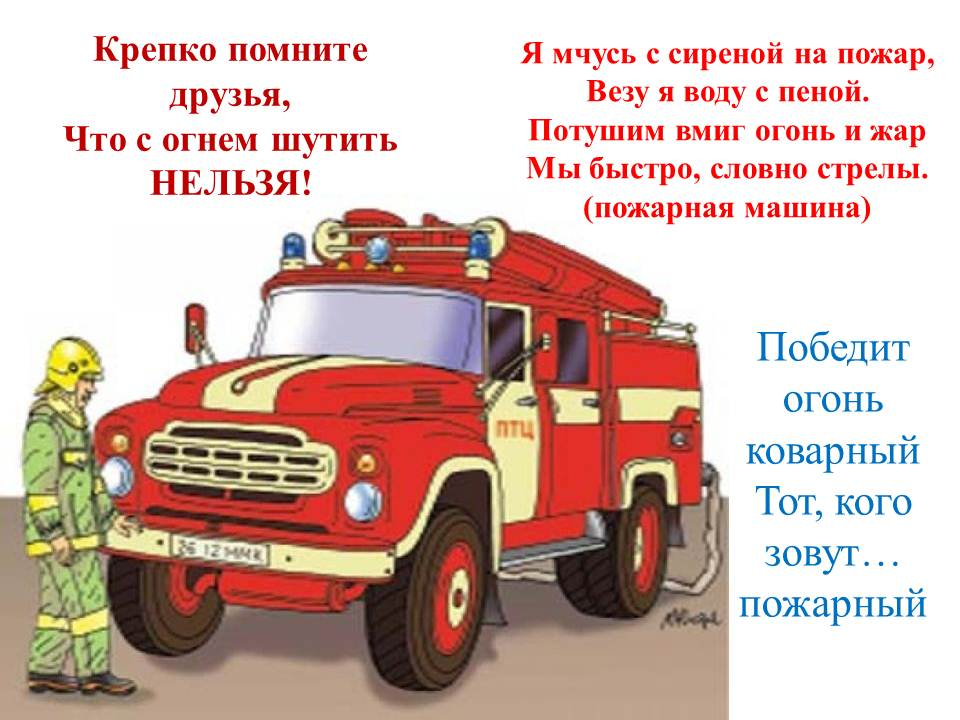 Крепко помните
друзья,
Что с огнем шутить
НЕЛЬЗЯ!
Я мчусь с сиреной на пожар,
Везу я воду с пеной.
Потушим вмиг огонь и жар
Мы быстро, словно стрелы.
(пожарная машина)
Победит
огонь
коварный
Тот, кого
зовут…
пожарный
ПТЦ
26 12 ММК